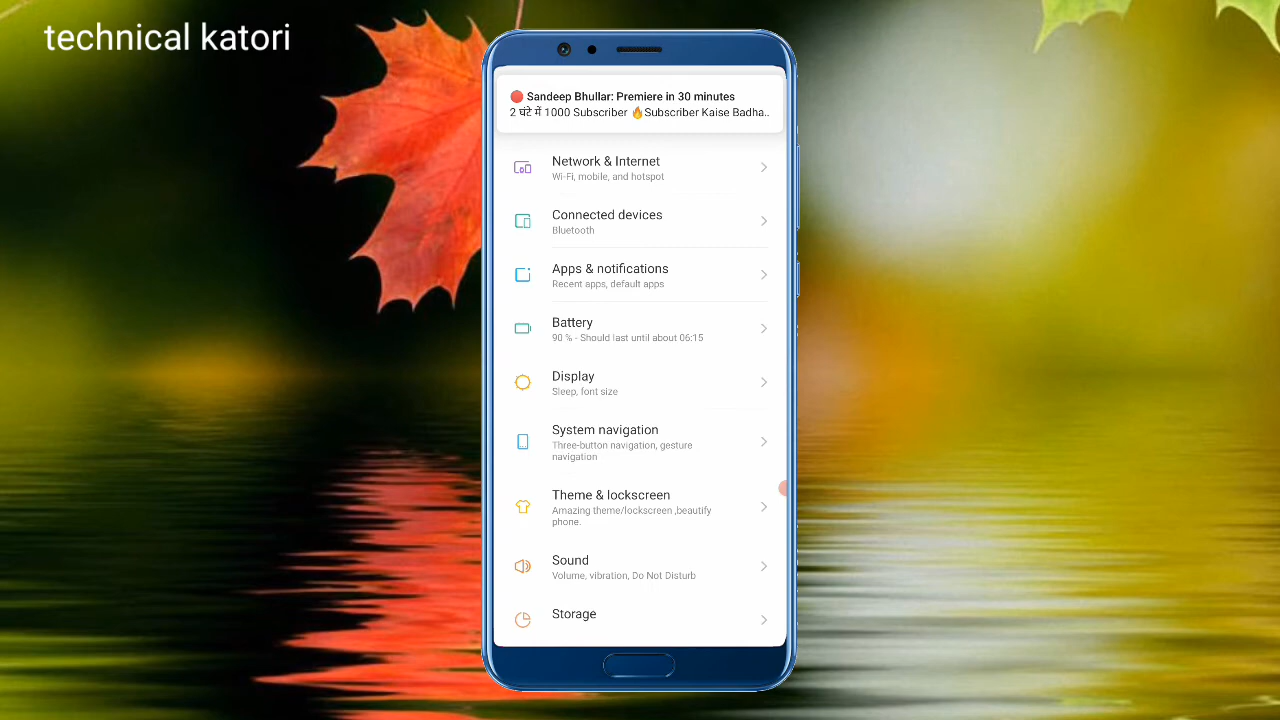 technical katori
🔴 Sandeep Bhullar: Premiere in 30 minutes
2 घंटे में 1000 Subscriber 🔥Subscriber Kaise Badha..
Network & Internet
Wi-Fi, mobile, and hotspot
Connected devices
Bluetooth
Apps & notifications
Recent apps, default apps
Battery
90 % - Should last until about 06:15
Display
Sleep, font size
System navigation
Three-button navigation, gesture
navigation
Theme & lockscreen
Amazing theme/lockscreen ,beautify
phone.
Sound
Volume, vibration, Do Not Disturb
Storage